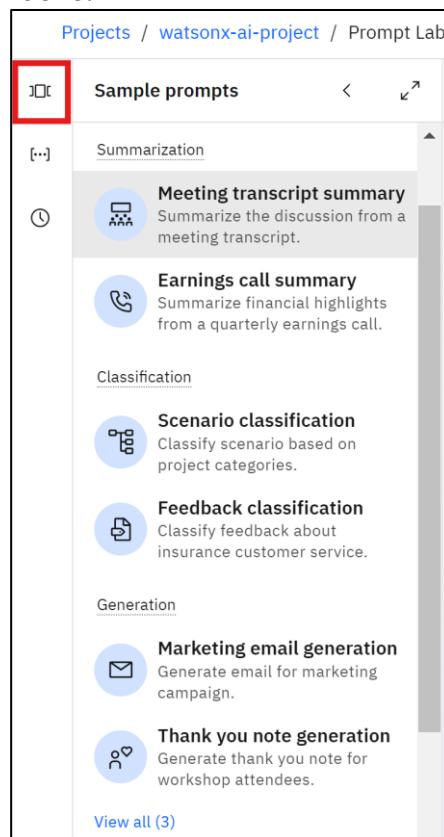 Projects / watsonx-ai-project / Prompt Lab
Sample prompts
Summarization
Meeting transcript summary
Summarize the discussion from a
meeting transcript.
Earnings call summary
Summarize financial highlights
from a quarterly earnings call.
Classification
Scenario classification
Classify scenario based on
project categories.
Feedback classification
Classify feedback about
insurance customer service.
Generation
Marketing email generation
Generate email for marketing
campaign.
Thank you note generation
Generate thank you note for
workshop attendees.
View all (3)